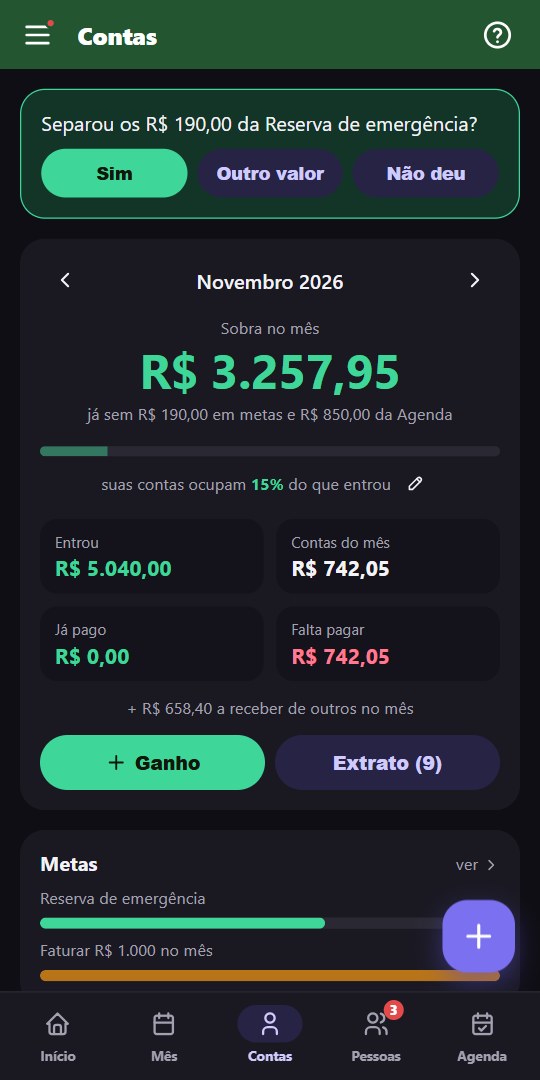 Contas
Separou os R$ 190,00 da Reserva de emergência?
Sim
Outro valor
Não deu
Novembro 2026
Sobra no mês
R$ 3.257,95
já sem R$ 190,00 em metas e R$ 850,00 da Agenda
suas contas ocupam 15% do que entrou
Entrou
R$ 5.040,00
Contas do mês
R$ 742,05
Já pago
R$ 0,00
Falta pagar
R$ 742,05
+ R$ 658,40 a receber de outros no mês
+ Ganho
Extrato (9)
Metas
ver
Reserva de emergência
Faturar R$ 1.000 no mês
Início
Mês
Contas
3
Pessoas
Agenda